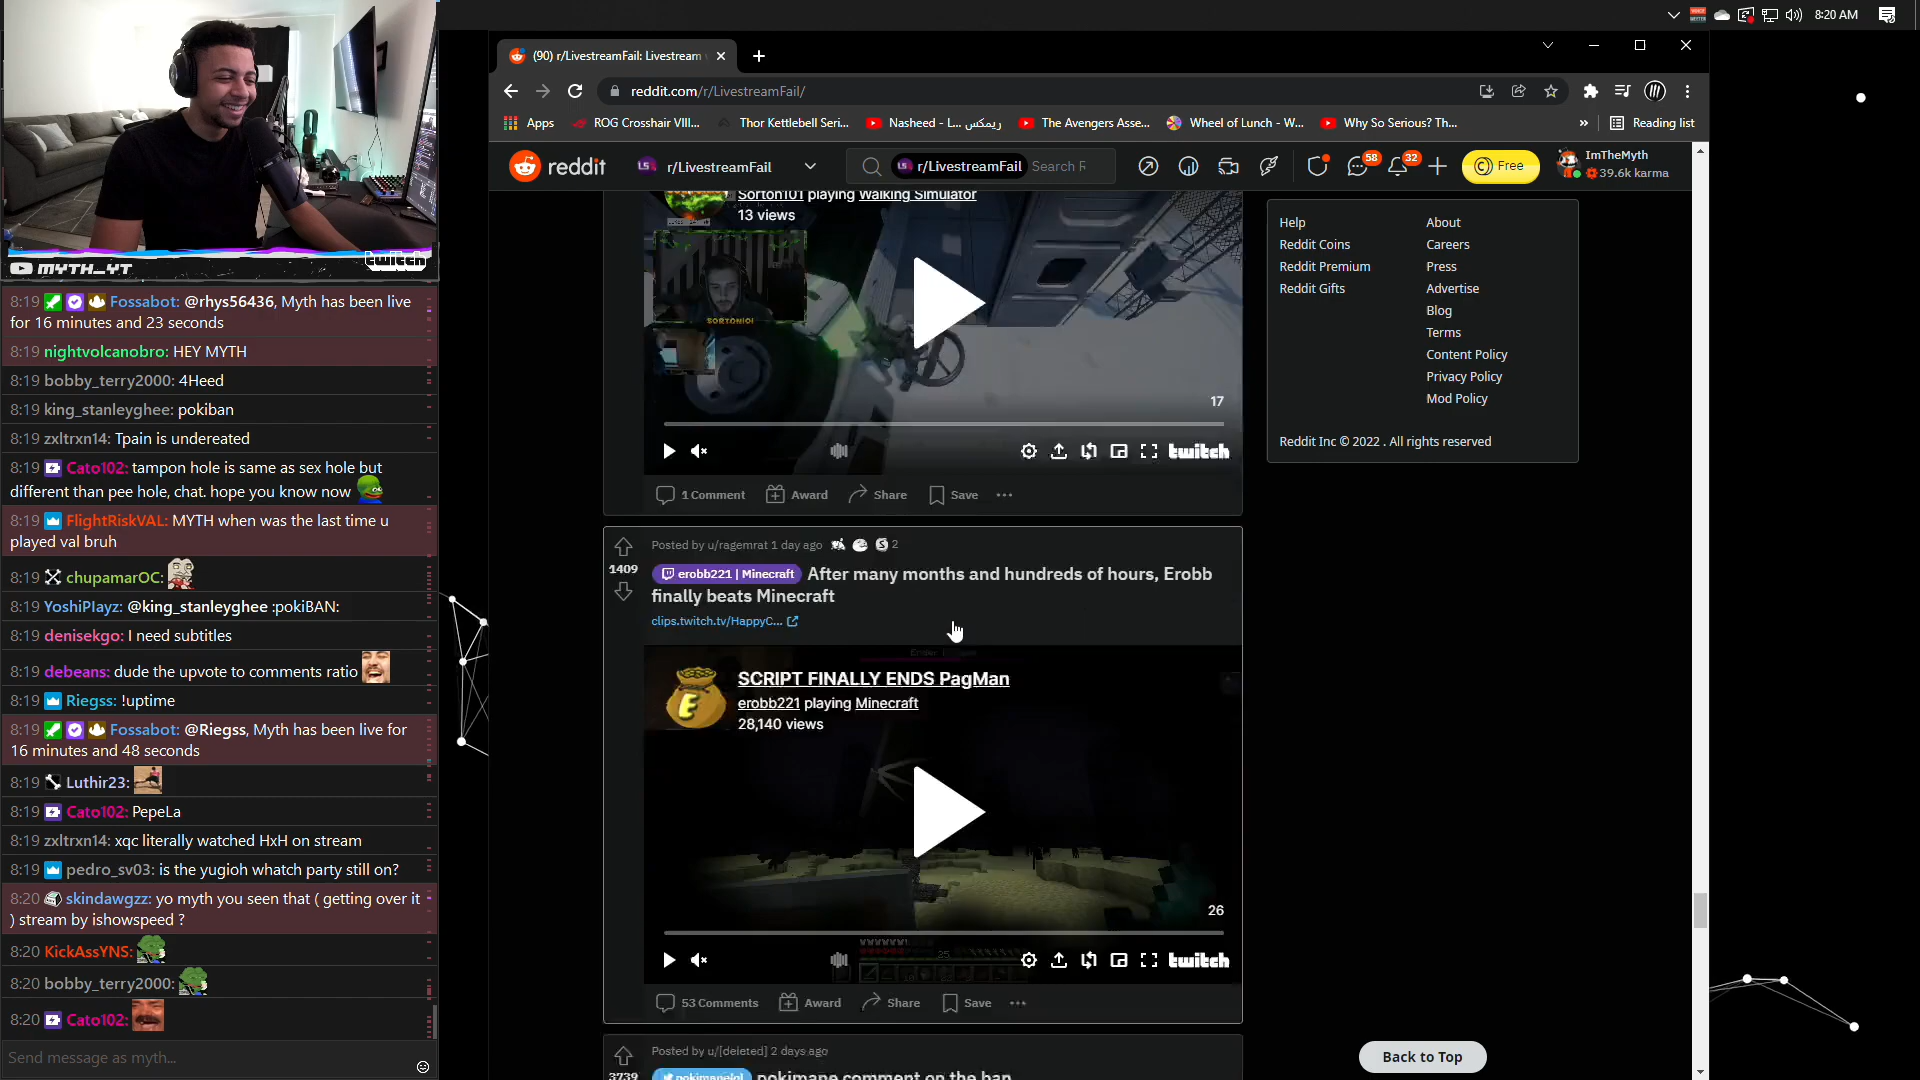 8:20 AM
(90) r/LivestreamFail: Livestream
reddit.com/r/LivestreamFail/
Apps
ROG Crosshair VIII...
Thor Kettlebell Seri...
Nasheed - L... ريمكس
The Avengers Asse...
Wheel of Lunch - W...
Why So Serious? Th...
»
Reading list
reddit
r/LivestreamFail
r/LivestreamFail Search R
58
32
Free
ImTheMyth
39.6k karma
MYTH_YT
twitch
8:19 Fossabot: @rhys56436, Myth has been live
for 16 minutes and 23 seconds
8:19 nightvolcanobro: HEY MYTH
8:19 bobby_terry2000: 4Heed
8:19 king_stanleyghee: pokiban
8:19 zxltrxn14: Tpain is undereated
8:19 Cato102: tampon hole is same as sex hole but
different than pee hole, chat. hope you know now
8:19 FlightRiskVAL: MYTH when was the last time u
played val bruh
8:19 chupamarOC:
8:19 YoshiPlayz: @king_stanleyghee :pokiBAN:
8:19 denisekgo: I need subtitles
8:19 debeans: dude the upvote to comments ratio
8:19 Riegss: !uptime
8:19 Fossabot: @Riegss, Myth has been live for
16 minutes and 48 seconds
8:19 Luthir23:
8:19 Cato102: PepeLa
8:19 zxltrxn14: xqc literally watched HxH on stream
8:19 pedro_sv03: is the yugioh whatch party still on?
8:20 skindawgzz: yo myth you seen that ( getting over it
) stream by ishowspeed ?
8:20 KickAssYNS:
8:20 bobby_terry2000:
8:20 Cato102:
Send message as myth...
Sorton101 playing Walking Simulator
13 views
SORTON101
17
twitch
1 Comment
Award
Share
Save
1409
Posted by u/ragemrat 1 day ago
2
erobb221 | Minecraft After many months and hundreds of hours, Erobb
finally beats Minecraft
clips.twitch.tv/HappyC...
SCRIPT FINALLY ENDS PagMan
erobb221 playing Minecraft
28,140 views
E
26
35
twitch
53 Comments
Award
Share
Save
Posted by u/[deleted] 2 days ago
3739
pokimanelol pokimane comment on the ban
Help
Reddit Coins
Reddit Premium
Reddit Gifts
About
Careers
Press
Advertise
Blog
Terms
Content Policy
Privacy Policy
Mod Policy
Reddit Inc © 2022 . All rights reserved
Back to Top